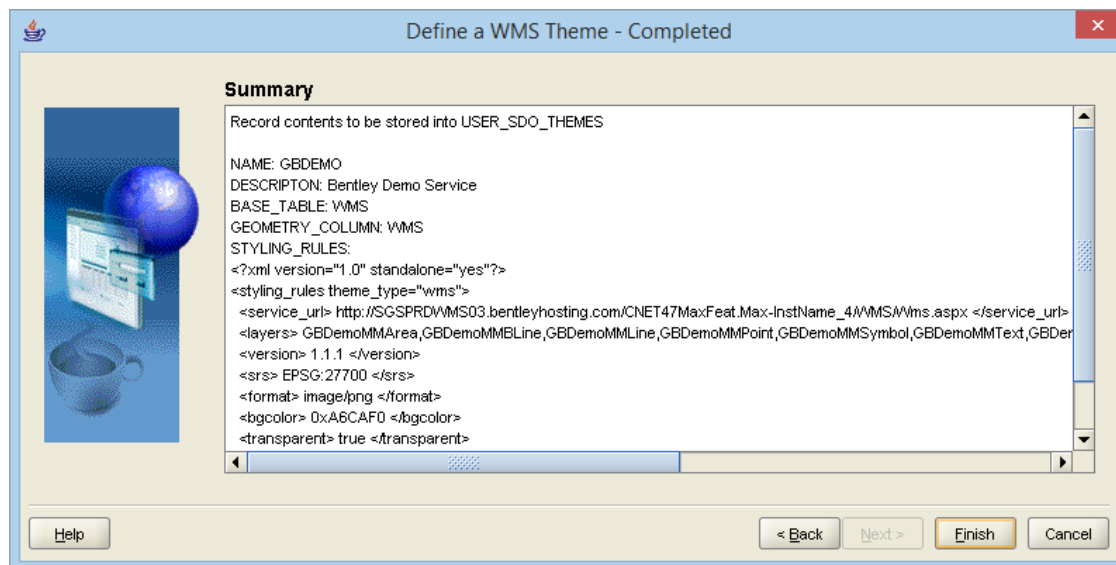 Define a WMS Theme - Completed
Summary
Record contents to be stored into USER_SDO_THEMES
NAME: GBDEMO
DESCRIPTON: Bentley Demo Service
BASE_TABLE: WMS
GEOMETRY_COLUMN: WMS
STYLING_RULES:
<?xml version="1.0" standalone="yes"?>
<styling_rules theme_type="wms">
<service_url> http://SGSPRDWMS03.bentleyhosting.com/CNET47MaxFeat.Max-InstName_4/WMS/Wms.aspx </service_url>
<layers> GBDemoMMArea,GBDemoMMBLine,GBDemoMMLine,GBDemoMMPoint,GBDemoMMSymbol,GBDemoMMText,GBDer
<version> 1.1.1 </version>
<srs> EPSG:27700 </srs>
<format> image/png </format>
<bgcolor> 0xA6CAF0 </bgcolor>
<transparent> true </transparent>
Help < Back Next > Finish Cancel